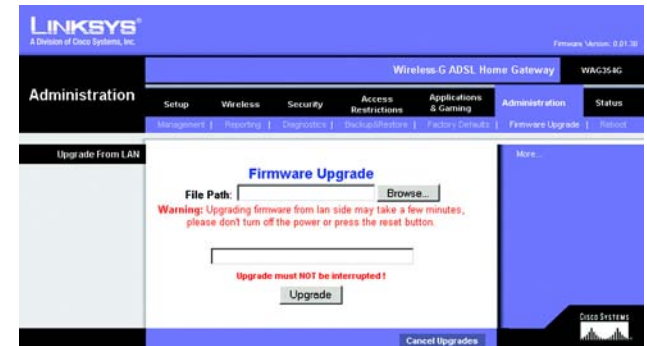 LINKSYS®
A Division of Cisco Systems, Inc.
Firmware Version: 0.01.30
Wireless-G ADSL Home Gateway WAG354G
Administration
Setup Wireless Security Access Restrictions Applications & Gaming Administration Status
Management | Reporting | Diagnostics | Backup&Restore | Factory Defaults | Firmware Upgrade | Reboot
Upgrade From LAN
More...
Firmware Upgrade
File Path: Browse...
Warning: Upgrading firmware from lan side may take a few minutes,
please don't turn off the power or press the reset button.
Upgrade must NOT be interrupted !
Upgrade
Cancel Upgrades
CISCO SYSTEMS